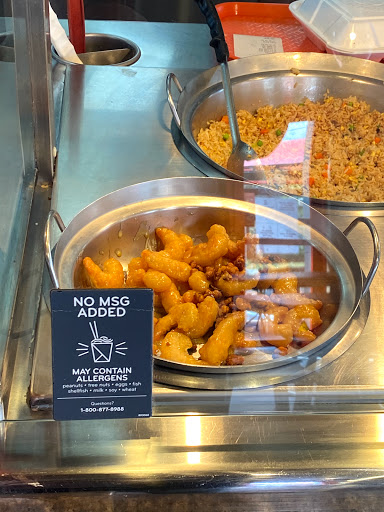 NO MSG
ADDED
MAY CONTAIN
ALLERGENS
peanuts • tree nuts • eggs • fish
shellfish • milk • soy • wheat
Questions?
1-800-877-8988